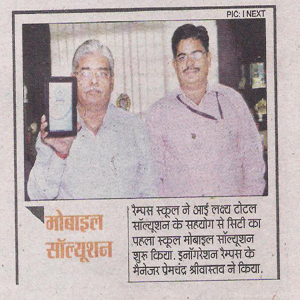 PIC: I NEXT
मोबाइल
सॉल्यूशन
रैम्पस स्कूल ने आई लक्ष्य टोटल
सॉल्यूशन के सहयोग से सिटी का
पहला स्कूल मोबाइल सॉल्यूशन
शुरू किया. इनॉगरेशन रैम्पस के
मैनेजर प्रेमचंद्र श्रीवास्तव ने किया.